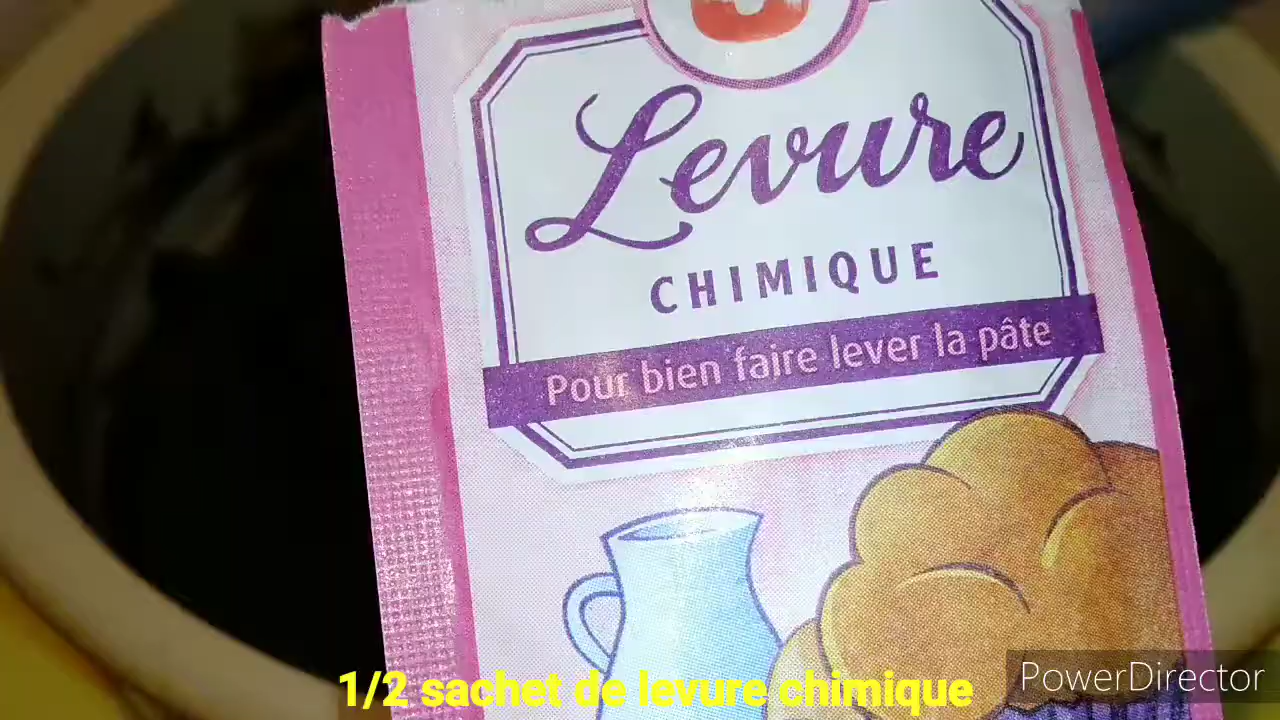 Levure
CHIMIQUE
Pour bien faire lever la pâte
1/2 sachet de levure chimique
PowerDirector